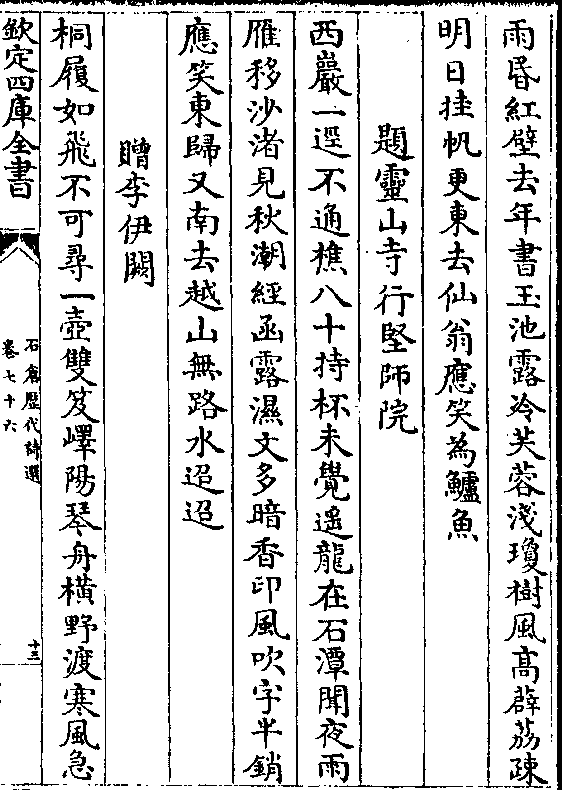 雨昏紅壁去年書玉池露冷芙蓉淺瓊樹風髙薜茘疎
明日挂帆更東去仙翁應笑為鱸魚
題靈山寺行堅師院
西巖一逕不通樵八十持杯未覺遥龍在石潭聞夜雨
雁移沙渚見秋潮經函露濕文多暗香印風吹字半銷
應笑東歸又南去越山無路水迢迢
贈李伊闕
桐履如飛不可尋一壺雙笈嶧陽琴舟橫野渡寒風急
欽定四庫全書
石倉歴代詩選
卷七十六
十三